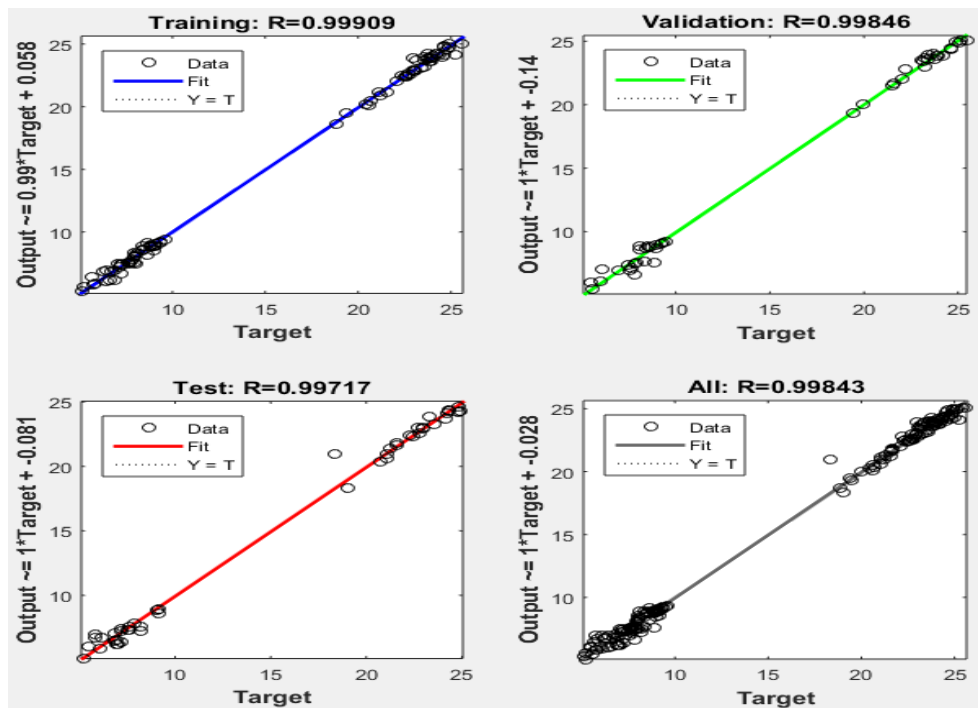 Training: R=0.99909
Output ~= 0.99*Target + 0.058
25
20
15
10
Data
Fit
Y = T
10
15
20
25
Target
Validation: R=0.99846
Output ~= 1*Target + -0.14
25
20
15
10
Data
Fit
Y = T
10
15
20
25
Target
Test: R=0.99717
Output ~= 1*Target + -0.081
25
20
15
10
Data
Fit
Y = T
10
15
20
25
Target
All: R=0.99843
Output ~= 1*Target + -0.028
25
20
15
10
Data
Fit
Y = T
10
15
20
25
Target